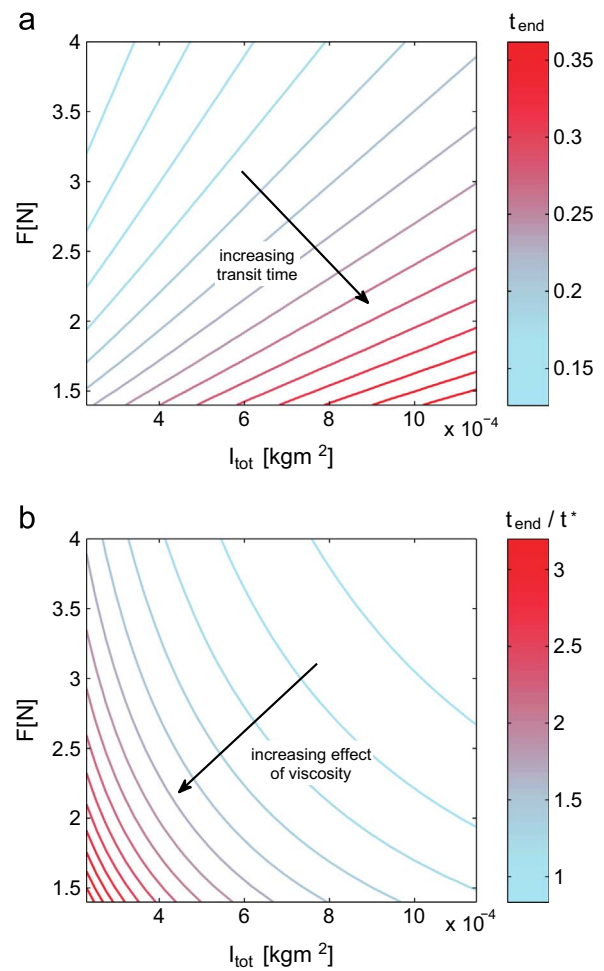 a
t_end
4
3.5
3
2.5
2
1.5
F[N]
increasing
transit time
0.35
0.3
0.25
0.2
0.15
4 6 8 10
x 10⁻⁴
I_tot [kgm ²]
b
t_end / t*
4
3.5
3
2.5
2
1.5
F[N]
increasing effect
of viscosity
3
2.5
2
1.5
1
4 6 8 10
x 10⁻⁴
I_tot [kgm ²]